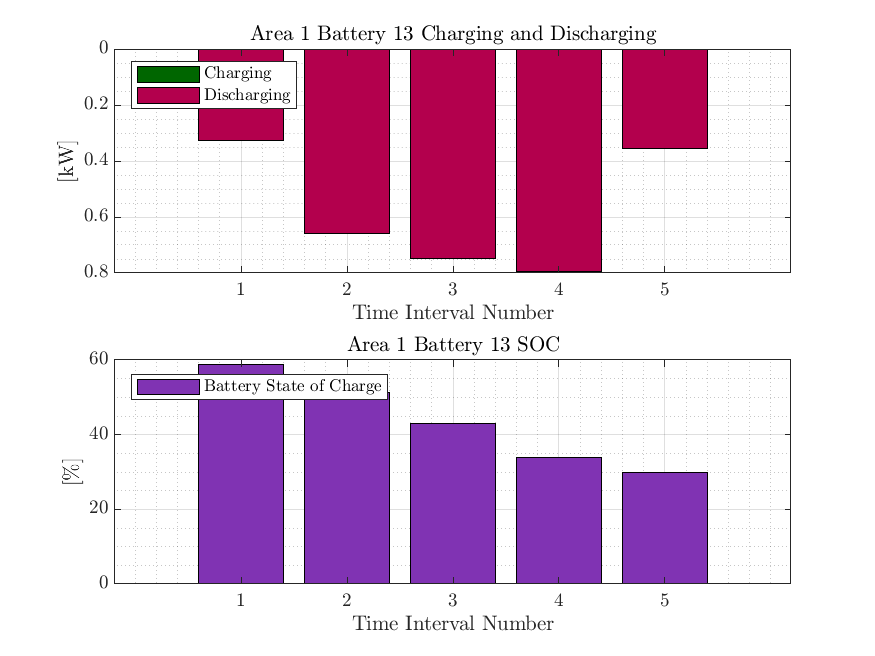 Area 1 Battery 13 Charging and Discharging
0
Charging
Discharging
0.2
0.4
0.6
0.8
[kW]
1 2 3 4 5
Time Interval Number
Area 1 Battery 13 SOC
60
Battery State of Charge
40
20
0
[%]
1 2 3 4 5
Time Interval Number